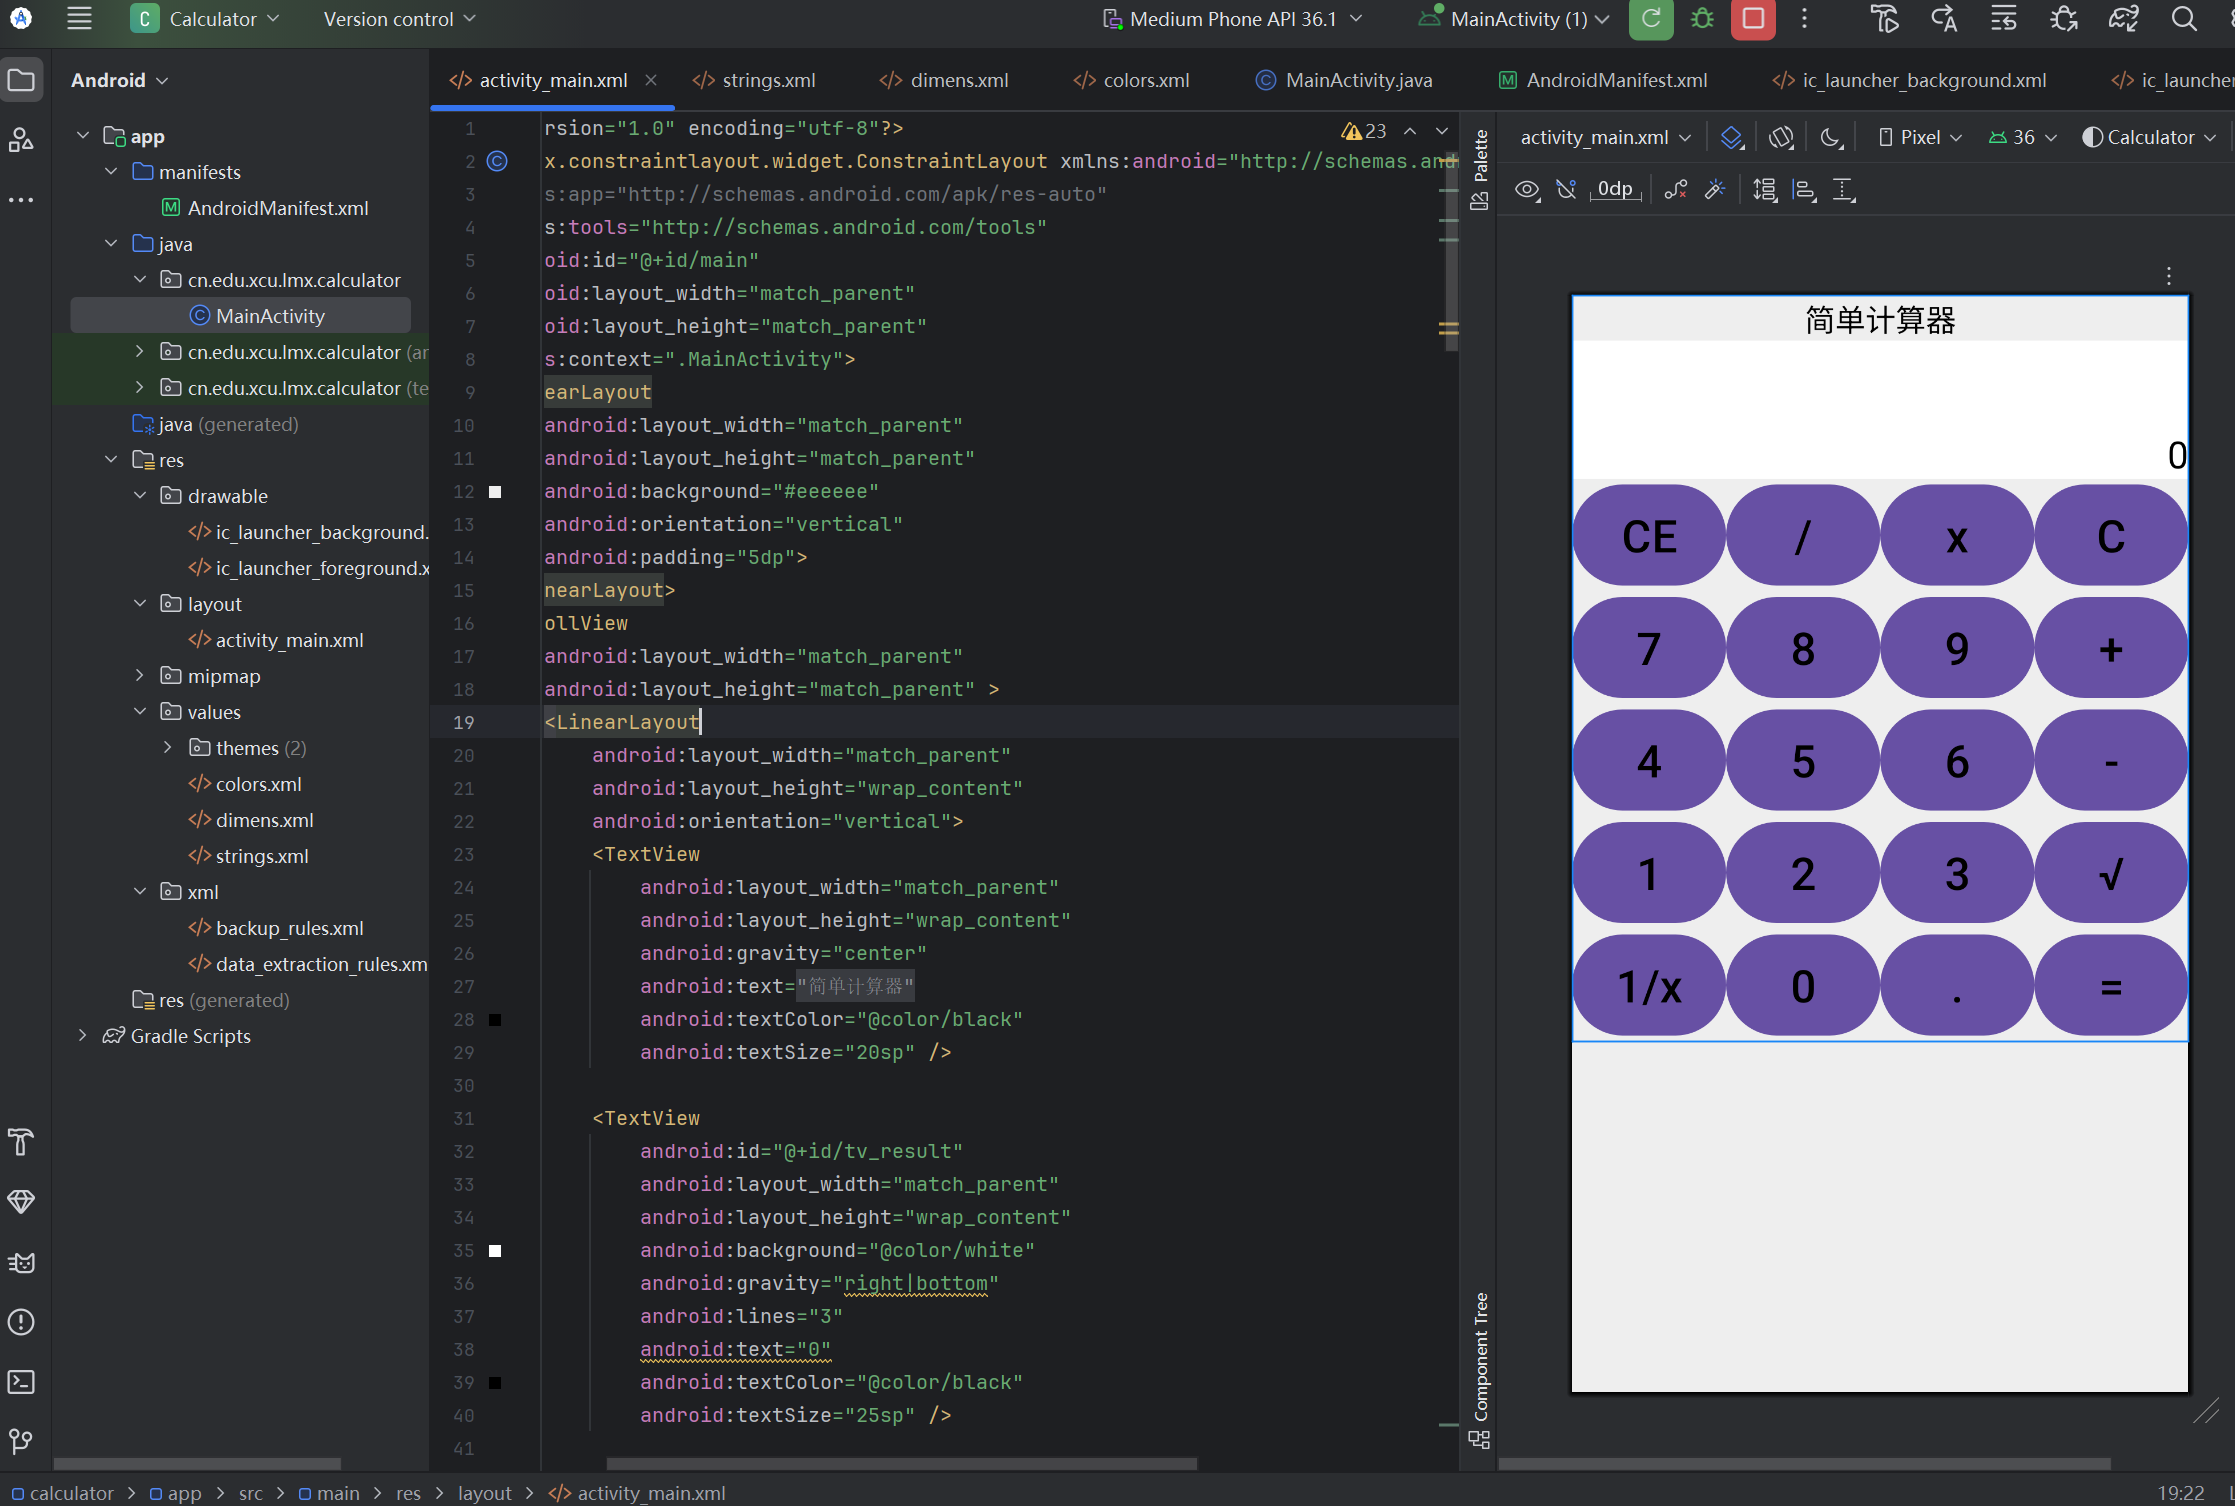 C Calculator Version control Medium Phone API 36.1 MainActivity (1)
Android
activity_main.xml strings.xml dimens.xml colors.xml MainActivity.java AndroidManifest.xml ic_launcher_background.xml ic_launcher
app
manifests
AndroidManifest.xml
java
cn.edu.xcu.lmx.calculator
MainActivity
cn.edu.xcu.lmx.calculator (ar
cn.edu.xcu.lmx.calculator (te
java (generated)
res
drawable
ic_launcher_background.
ic_launcher_foreground.x
layout
activity_main.xml
mipmap
values
themes (2)
colors.xml
dimens.xml
strings.xml
xml
backup_rules.xml
data_extraction_rules.xm
res (generated)
Gradle Scripts
23
1 rsion="1.0" encoding="utf-8"?>
2 x.constraintlayout.widget.ConstraintLayout xmlns:android="http://schemas.and
3 s:app="http://schemas.android.com/apk/res-auto"
4 s:tools="http://schemas.android.com/tools"
5 oid:id="@+id/main"
6 oid:layout_width="match_parent"
7 oid:layout_height="match_parent"
8 s:context=".MainActivity">
9 earLayout
10 android:layout_width="match_parent"
11 android:layout_height="match_parent"
12 android:background="#eeeeee"
13 android:orientation="vertical"
14 android:padding="5dp">
15 nearLayout>
16 ollView
17 android:layout_width="match_parent"
18 android:layout_height="match_parent" >
19 <LinearLayout
20 android:layout_width="match_parent"
21 android:layout_height="wrap_content"
22 android:orientation="vertical">
23 <TextView
24 android:layout_width="match_parent"
25 android:layout_height="wrap_content"
26 android:gravity="center"
27 android:text="简单计算器"
28 android:textColor="@color/black"
29 android:textSize="20sp" />
30
31 <TextView
32 android:id="@+id/tv_result"
33 android:layout_width="match_parent"
34 android:layout_height="wrap_content"
35 android:background="@color/white"
36 android:gravity="right|bottom"
37 android:lines="3"
38 android:text="0"
39 android:textColor="@color/black"
40 android:textSize="25sp" />
41
Palette
Component Tree
activity_main.xml Pixel 36 Calculator
0dp
简单计算器
0
CE / x C
7 8 9 +
4 5 6 -
1 2 3 √
1/x 0 . =
calculator > app > src > main > res > layout > activity_main.xml
19:22